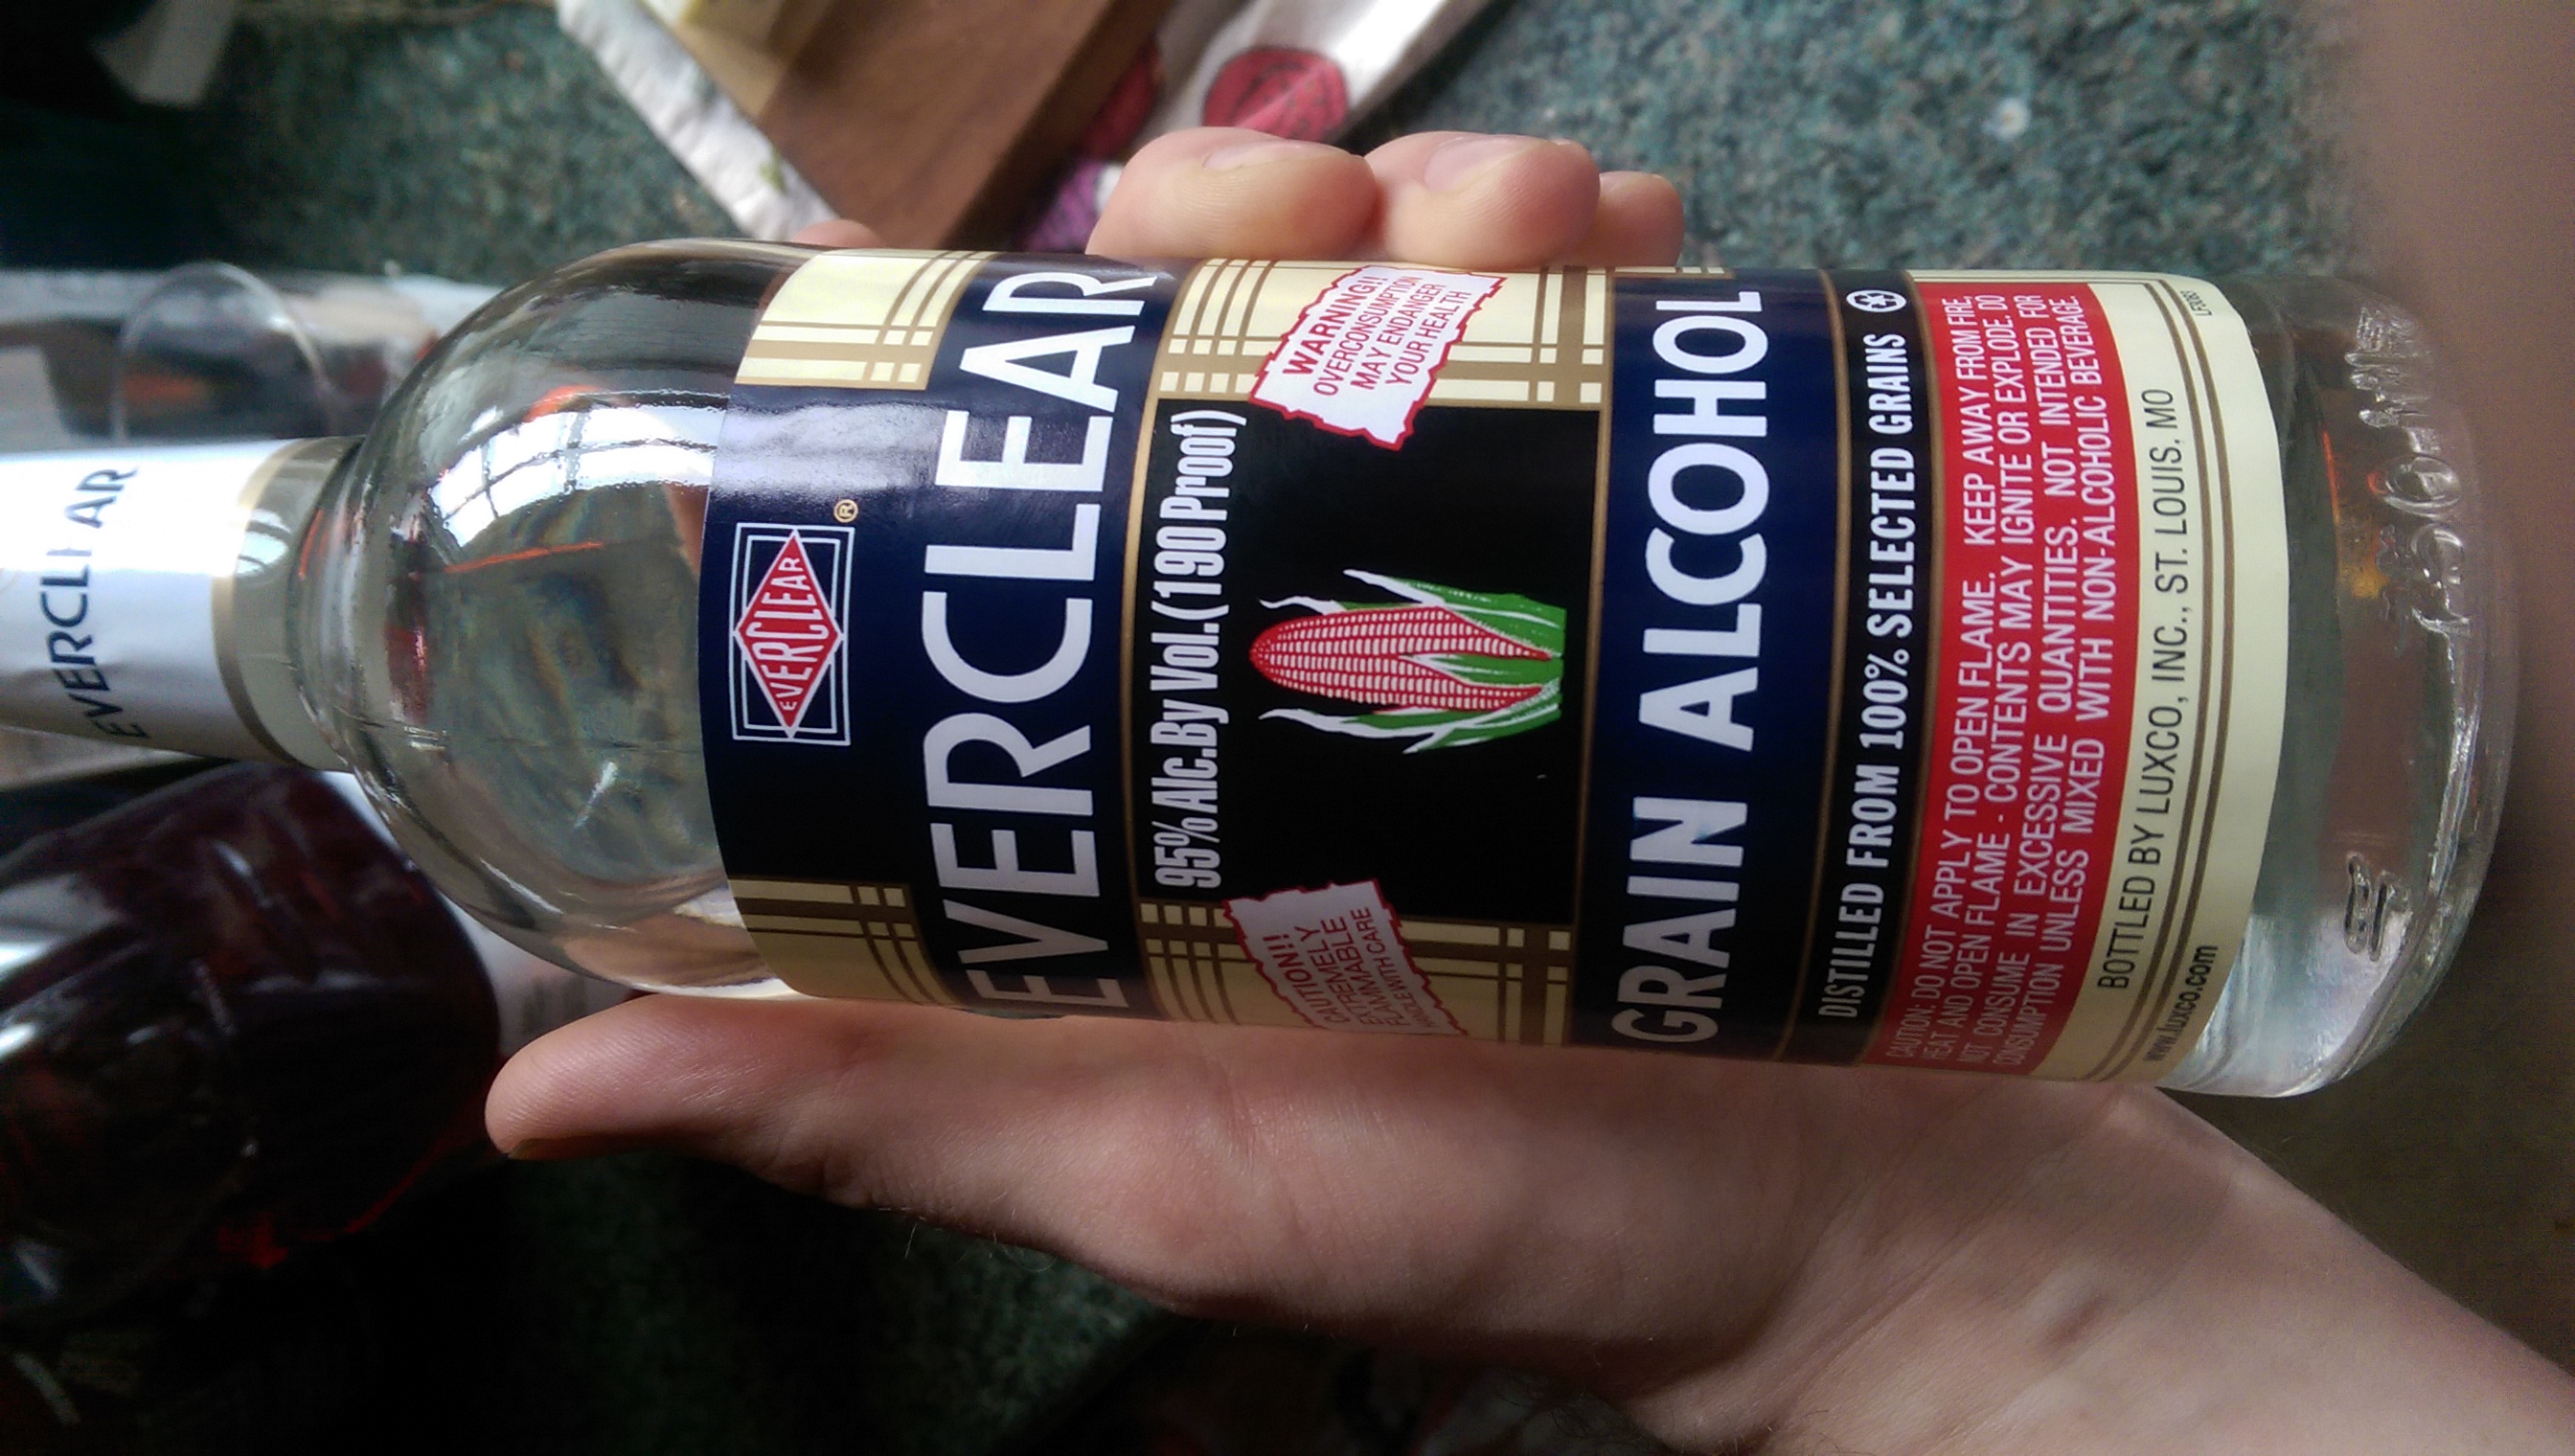 EVERCLEAR
EVERCLEAR
®
EVERCLEAR
95% Alc.By Vol.(190 Proof)
CAUTION!!
EXTREMELY
FLAMMABLE
HANDLE WITH CARE
WARNING!!!
OVERCONSUMPTION
MAY ENDANGER
YOUR HEALTH
GRAIN ALCOHOL
DISTILLED FROM 100% SELECTED GRAINS
CAUTION: DO NOT APPLY TO OPEN FLAME. KEEP AWAY FROM FIRE,
HEAT AND OPEN FLAME - CONTENTS MAY IGNITE OR EXPLODE. DO
NOT CONSUME IN EXCESSIVE QUANTITIES. NOT INTENDED FOR
CONSUMPTION UNLESS MIXED WITH NON-ALCOHOLIC BEVERAGE.
BOTTLED BY LUXCO, INC., ST. LOUIS, MO
www.luxco.com